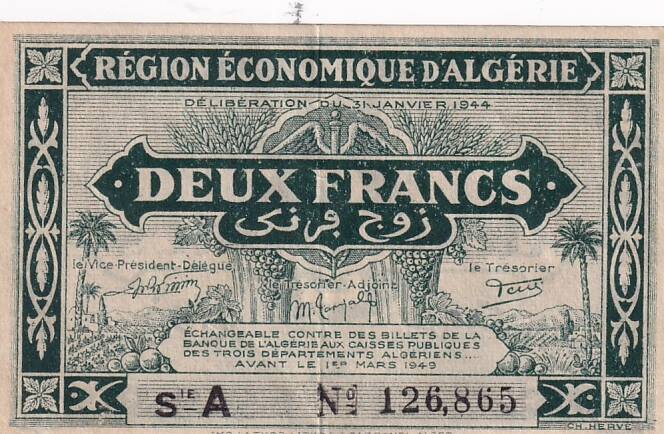 RÉGION ÉCONOMIQUE D'ALGÉRIE
DÉLIBÉRATION DU 31 JANVIER 1944
DEUX FRANCS
زوج فرنك
le Vice-Président-Délégué
le Trésorier-Adjoint
le Trésorier
ÉCHANGEABLE CONTRE DES BILLETS DE LA
BANQUE DE L'ALGÉRIE AUX CAISSES PUBLIQUES
DES TROIS DÉPARTEMENTS ALGÉRIENS...
AVANT LE 1ER MARS 1949
SIE A No 126,865
CH. HERVÉ